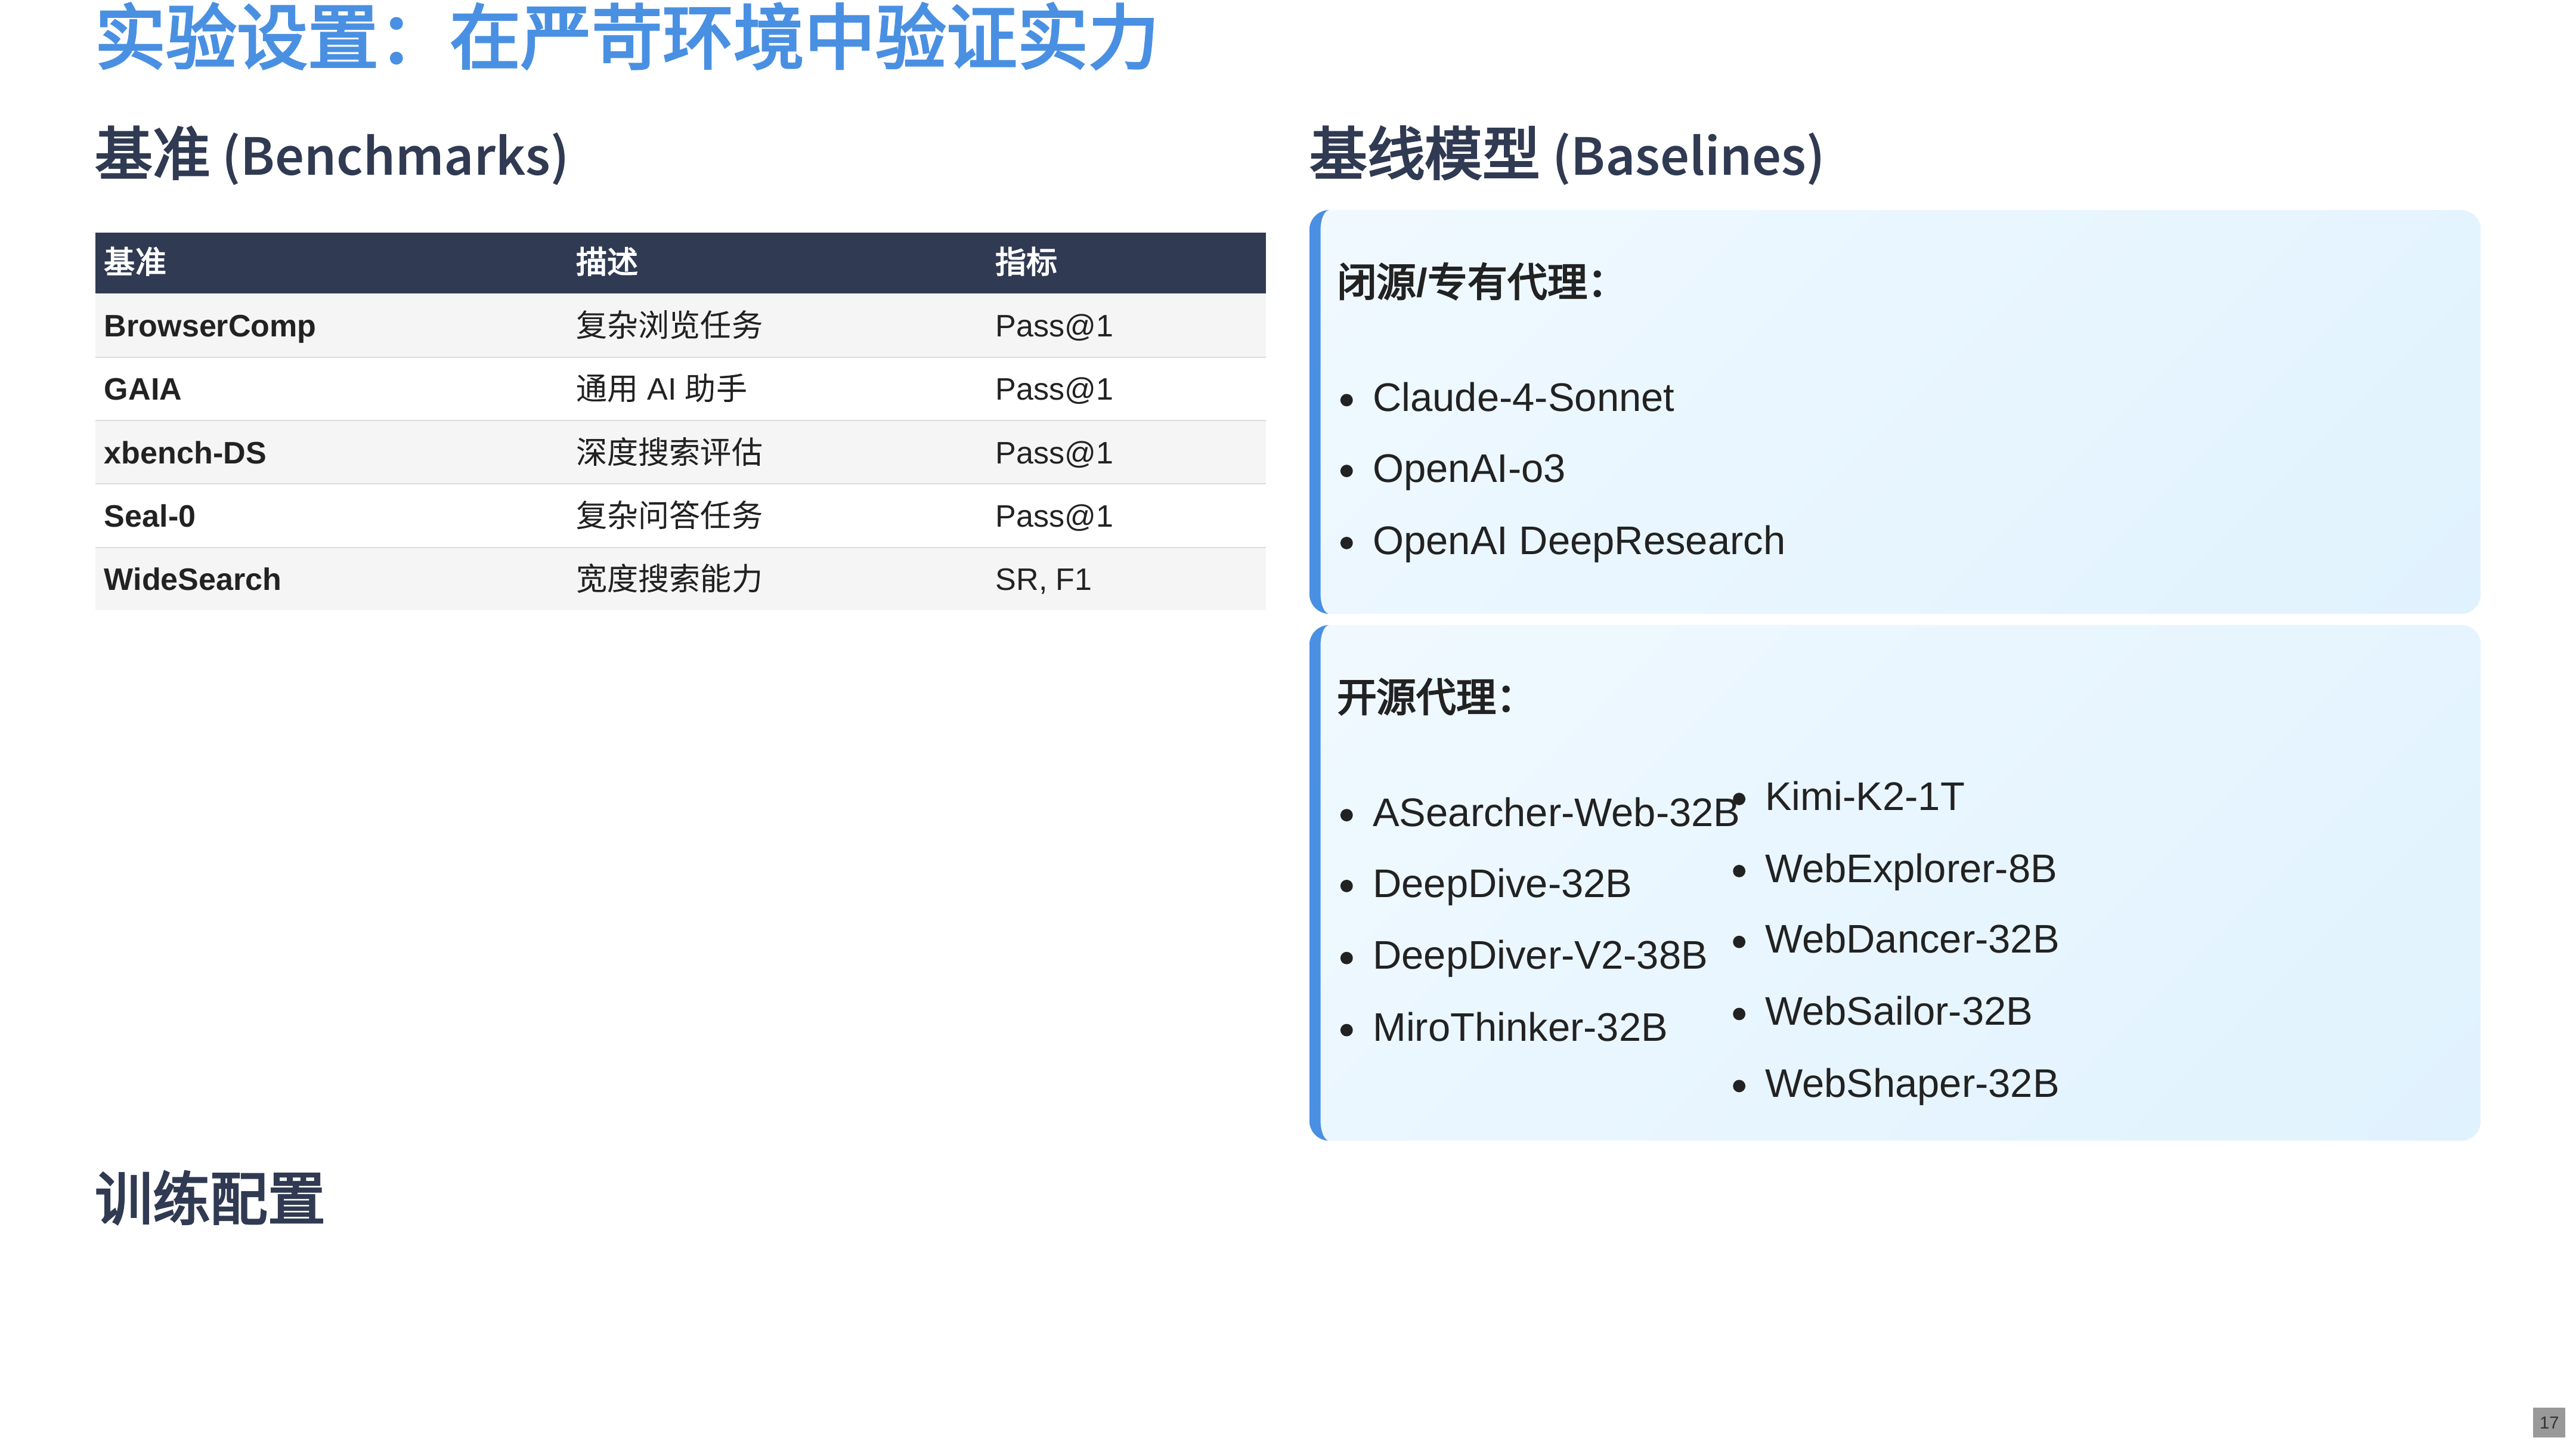 实验设置：在严苛环境中验证实力
基准 (Benchmarks)
基准 描述 指标
BrowserComp 复杂浏览任务 Pass@1
GAIA 通用 AI 助手 Pass@1
xbench-DS 深度搜索评估 Pass@1
Seal-0 复杂问答任务 Pass@1
WideSearch 宽度搜索能力 SR, F1
基线模型 (Baselines)
闭源/专有代理：
• Claude-4-Sonnet
• OpenAI-o3
• OpenAI DeepResearch
开源代理：
• ASearcher-Web-32B
• DeepDive-32B
• DeepDiver-V2-38B
• MiroThinker-32B
• Kimi-K2-1T
• WebExplorer-8B
• WebDancer-32B
• WebSailor-32B
• WebShaper-32B
训练配置
17